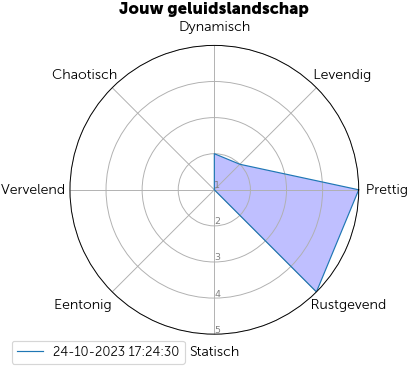 Jouw geluidslandschap
Dynamisch
Chaotisch
Levendig
Vervelend
1
Prettig
2
3
4
Eentonig
Rustgevend
5
24-10-2023 17:24:30
Statisch